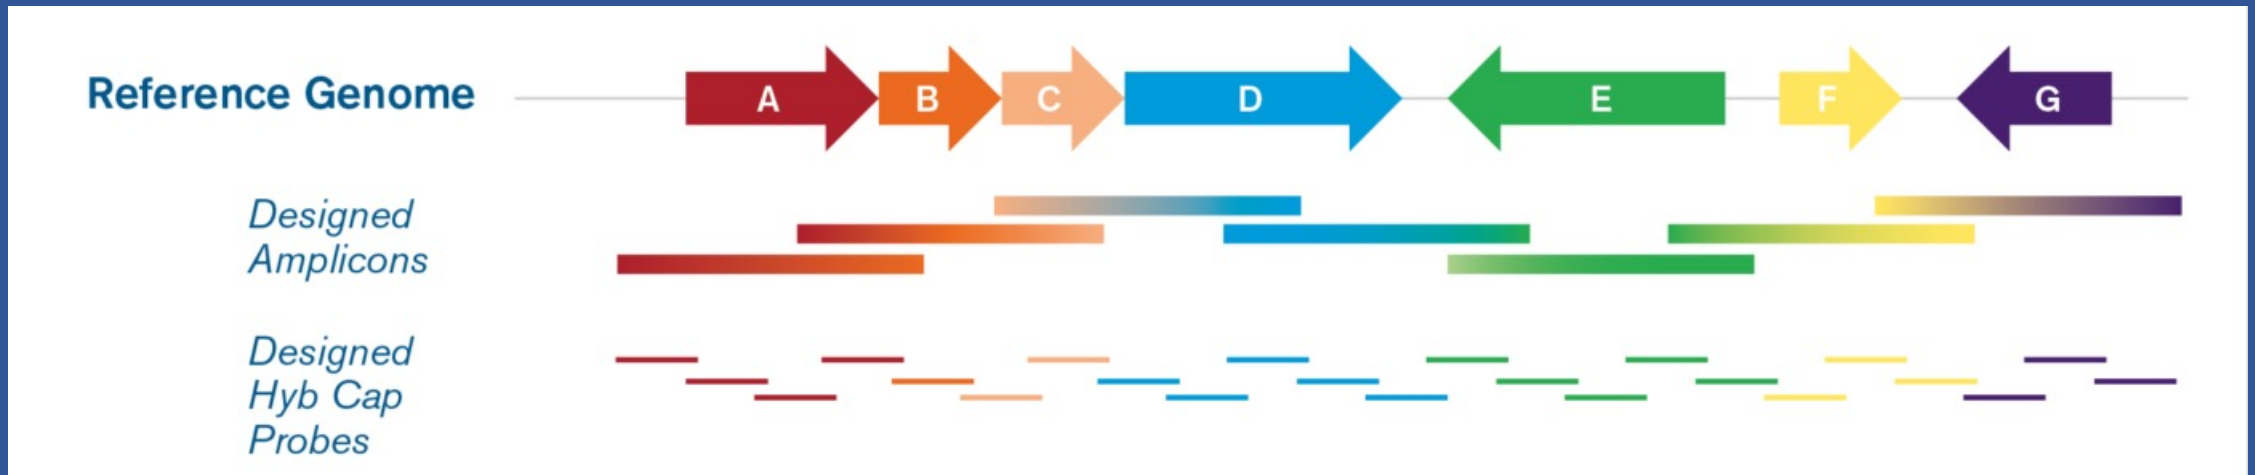 Reference Genome
A B C D E F G
Designed
Amplicons
Designed
Hyb Cap
Probes